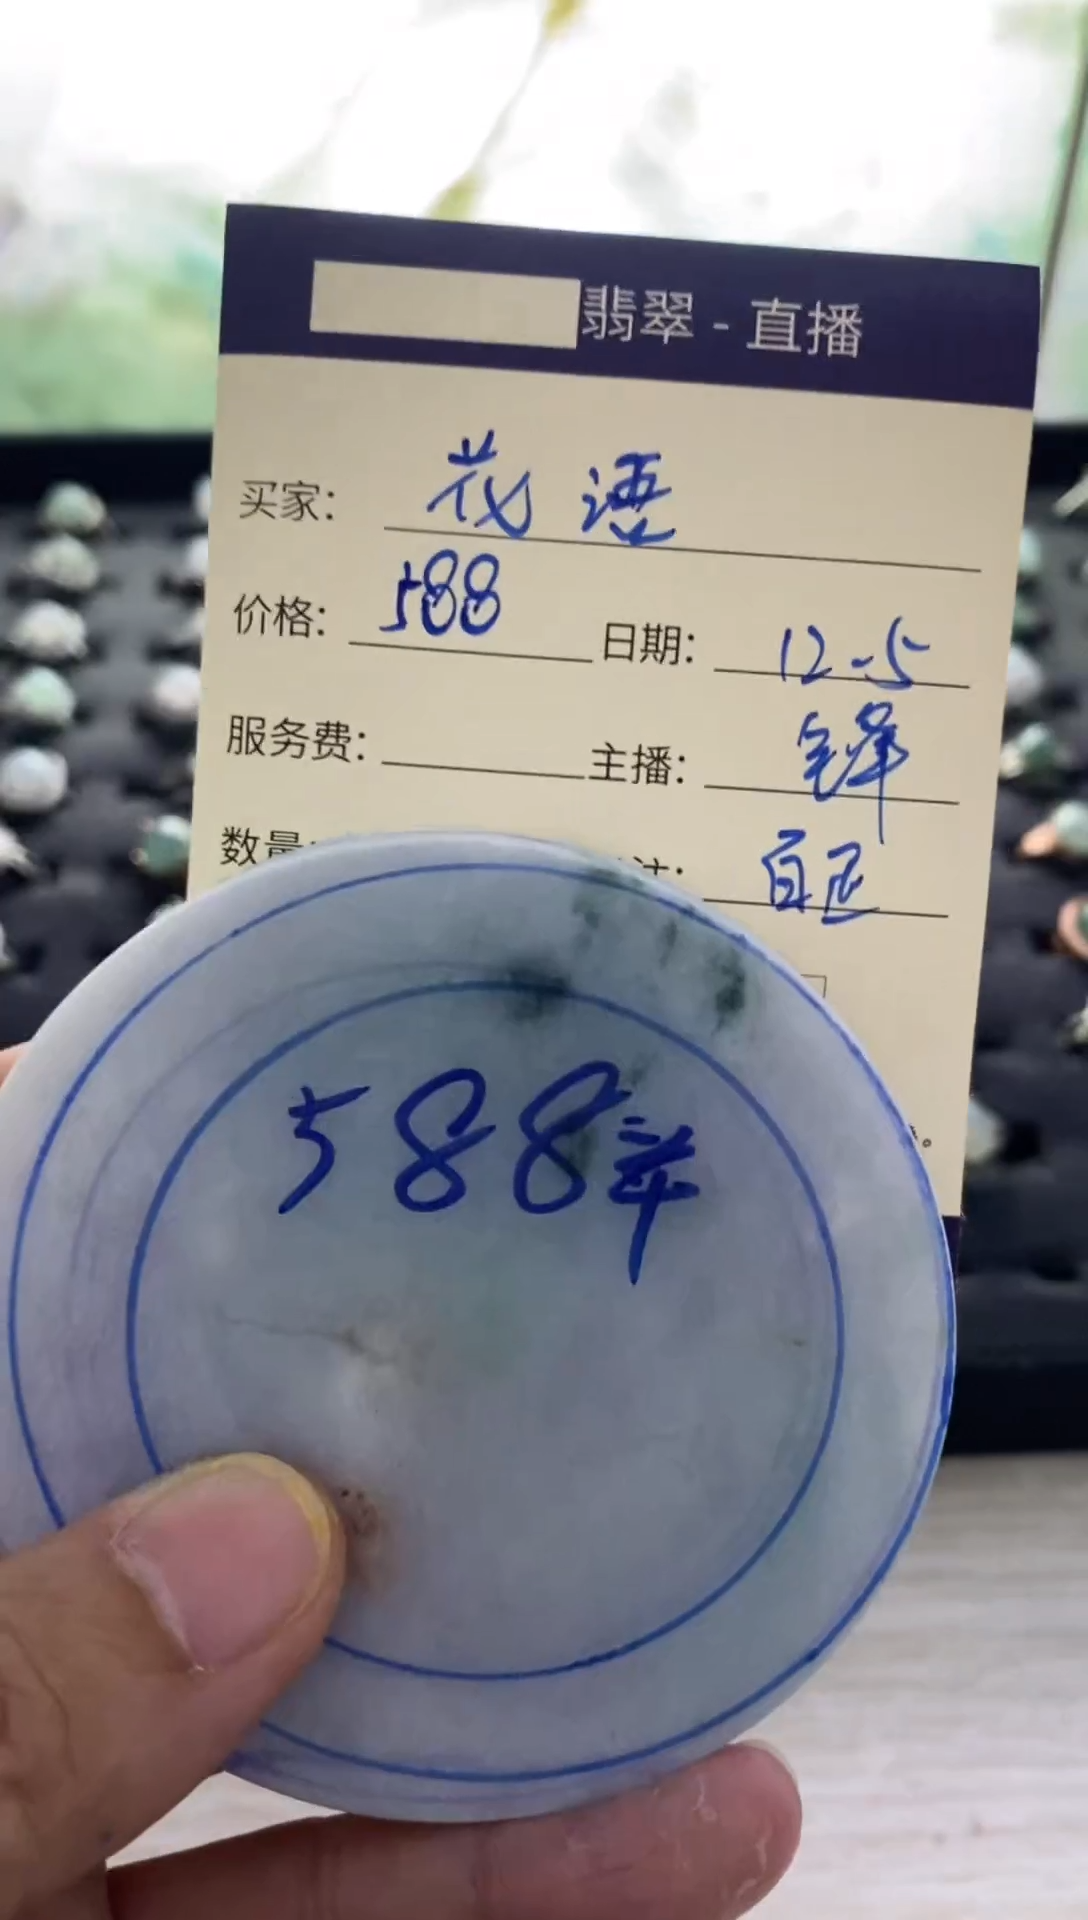 翡翠 - 直播
买家: 花语
价格: 588 日期: 12-5
服务费: 主播: 锋
数量
588